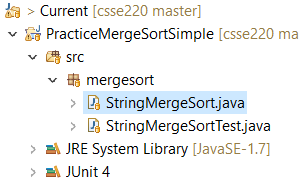 > Current [csse220 master]
PracticeMergeSortSimple [csse220 master]
src
mergesort
StringMergeSort.java
StringMergeSortTest.java
JRE System Library [JavaSE-1.7]
JUnit 4